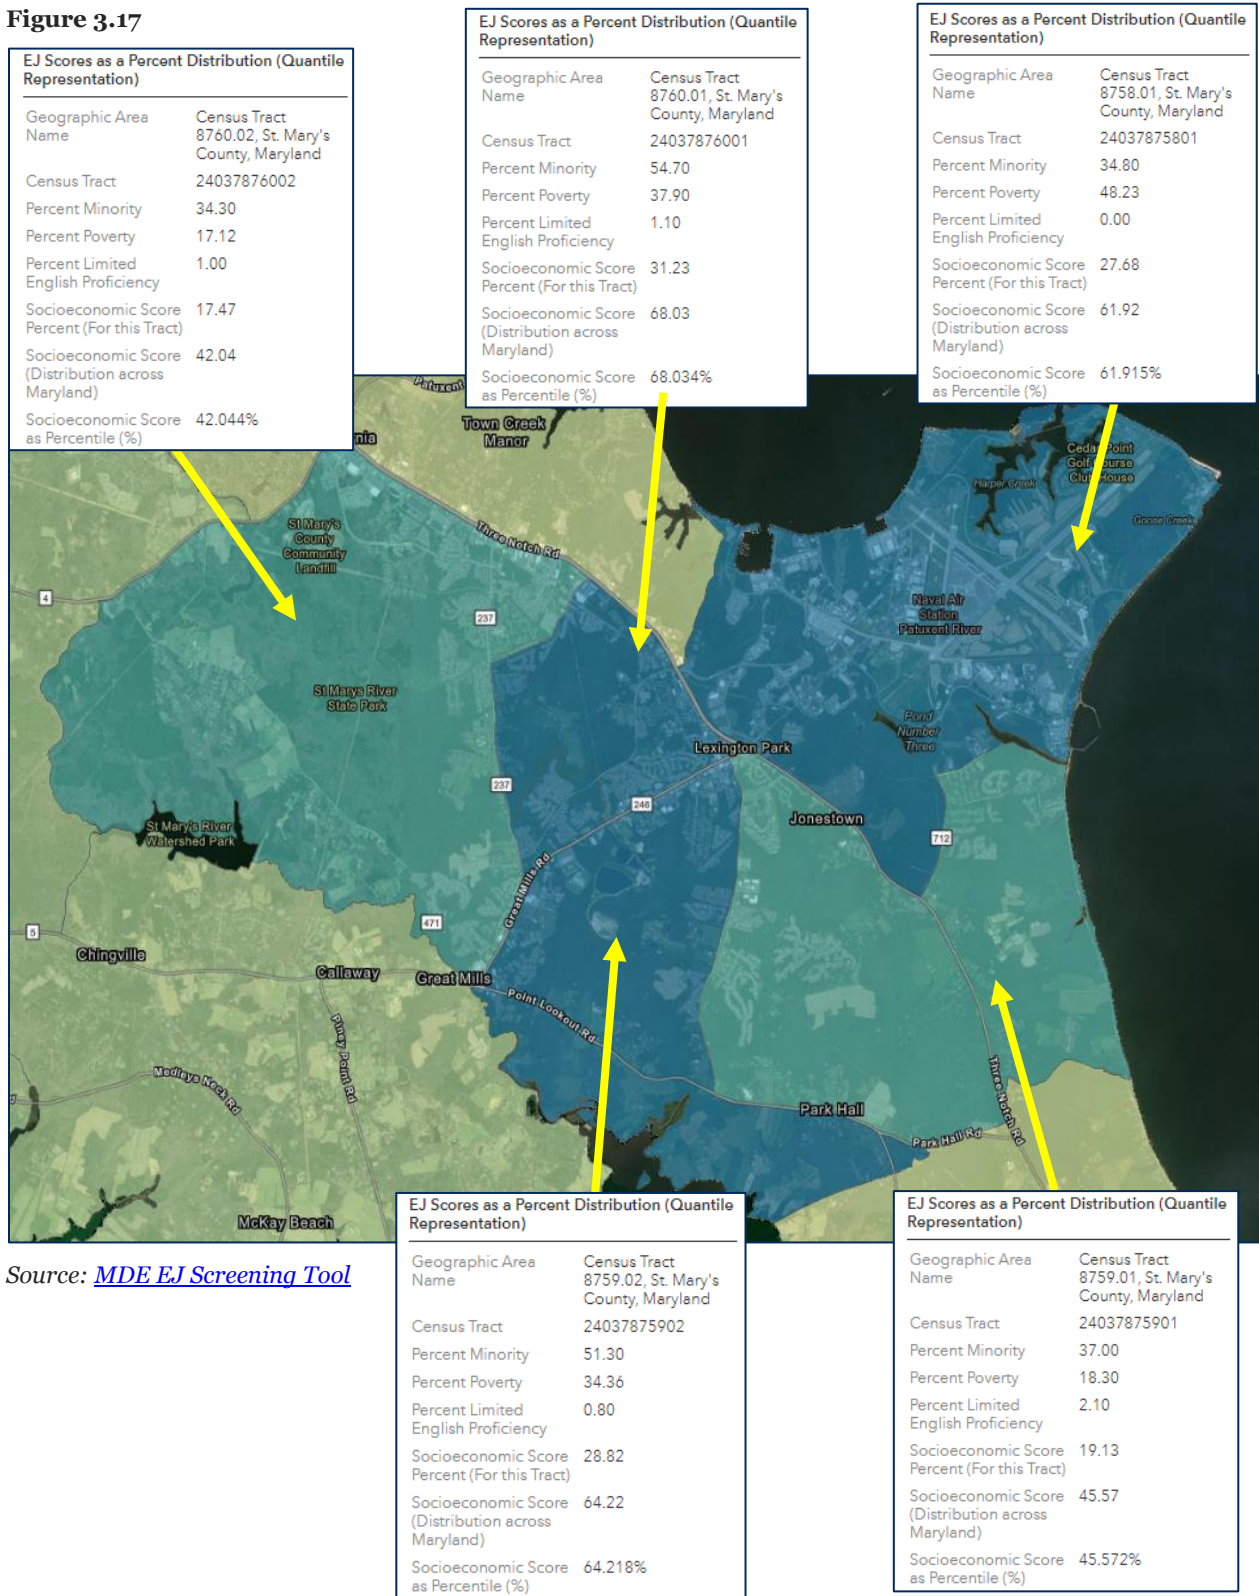 Figure 3.17
EJ Scores as a Percent Distribution (Quantile
Representation)
Geographic Area
Name
Census Tract
8760.02, St. Mary's
County, Maryland
Census Tract 24037876002
Percent Minority 34.30
Percent Poverty 17.12
Percent Limited
English Proficiency
1.00
Socioeconomic Score
Percent (For this Tract)
17.47
Socioeconomic Score
(Distribution across
Maryland)
42.04
Socioeconomic Score
as Percentile (%)
42.044%
EJ Scores as a Percent Distribution (Quantile
Representation)
Geographic Area
Name
Census Tract
8760.01, St. Mary's
County, Maryland
Census Tract 24037876001
Percent Minority 54.70
Percent Poverty 37.90
Percent Limited
English Proficiency
1.10
Socioeconomic Score
Percent (For this Tract)
31.23
Socioeconomic Score
(Distribution across
Maryland)
68.03
Socioeconomic Score
as Percentile (%)
68.034%
EJ Scores as a Percent Distribution (Quantile
Representation)
Geographic Area
Name
Census Tract
8758.01, St. Mary's
County, Maryland
Census Tract 24037875801
Percent Minority 34.80
Percent Poverty 48.23
Percent Limited
English Proficiency
0.00
Socioeconomic Score
Percent (For this Tract)
27.68
Socioeconomic Score
(Distribution across
Maryland)
61.92
Socioeconomic Score
as Percentile (%)
61.915%
Patuxent
nia
Town Creek
Manor
Cedar Point
Golf Course
Club House
Harper Creek
Goose Creek
St Mary's
County
Community
Landfill
Three Notch Rd
4
237
Naval Air
Station
Patuxent River
St Marys River
State Park
Pond
Number
Three
Lexington Park
237
246
Jonestown
712
St Mary's River
Watershed Park
Great Mills Rd
471
5
Chingville
Callaway
Great Mills
Point Lookout Rd
Piney Point Rd
Medleys Neck Rd
Three Notch Rd
Park Hall
Park Hall Rd
McKay Beach
Source: MDE EJ Screening Tool
EJ Scores as a Percent Distribution (Quantile
Representation)
Geographic Area
Name
Census Tract
8759.02, St. Mary's
County, Maryland
Census Tract 24037875902
Percent Minority 51.30
Percent Poverty 34.36
Percent Limited
English Proficiency
0.80
Socioeconomic Score
Percent (For this Tract)
28.82
Socioeconomic Score
(Distribution across
Maryland)
64.22
Socioeconomic Score
as Percentile (%)
64.218%
EJ Scores as a Percent Distribution (Quantile
Representation)
Geographic Area
Name
Census Tract
8759.01, St. Mary's
County, Maryland
Census Tract 24037875901
Percent Minority 37.00
Percent Poverty 18.30
Percent Limited
English Proficiency
2.10
Socioeconomic Score
Percent (For this Tract)
19.13
Socioeconomic Score
(Distribution across
Maryland)
45.57
Socioeconomic Score
as Percentile (%)
45.572%